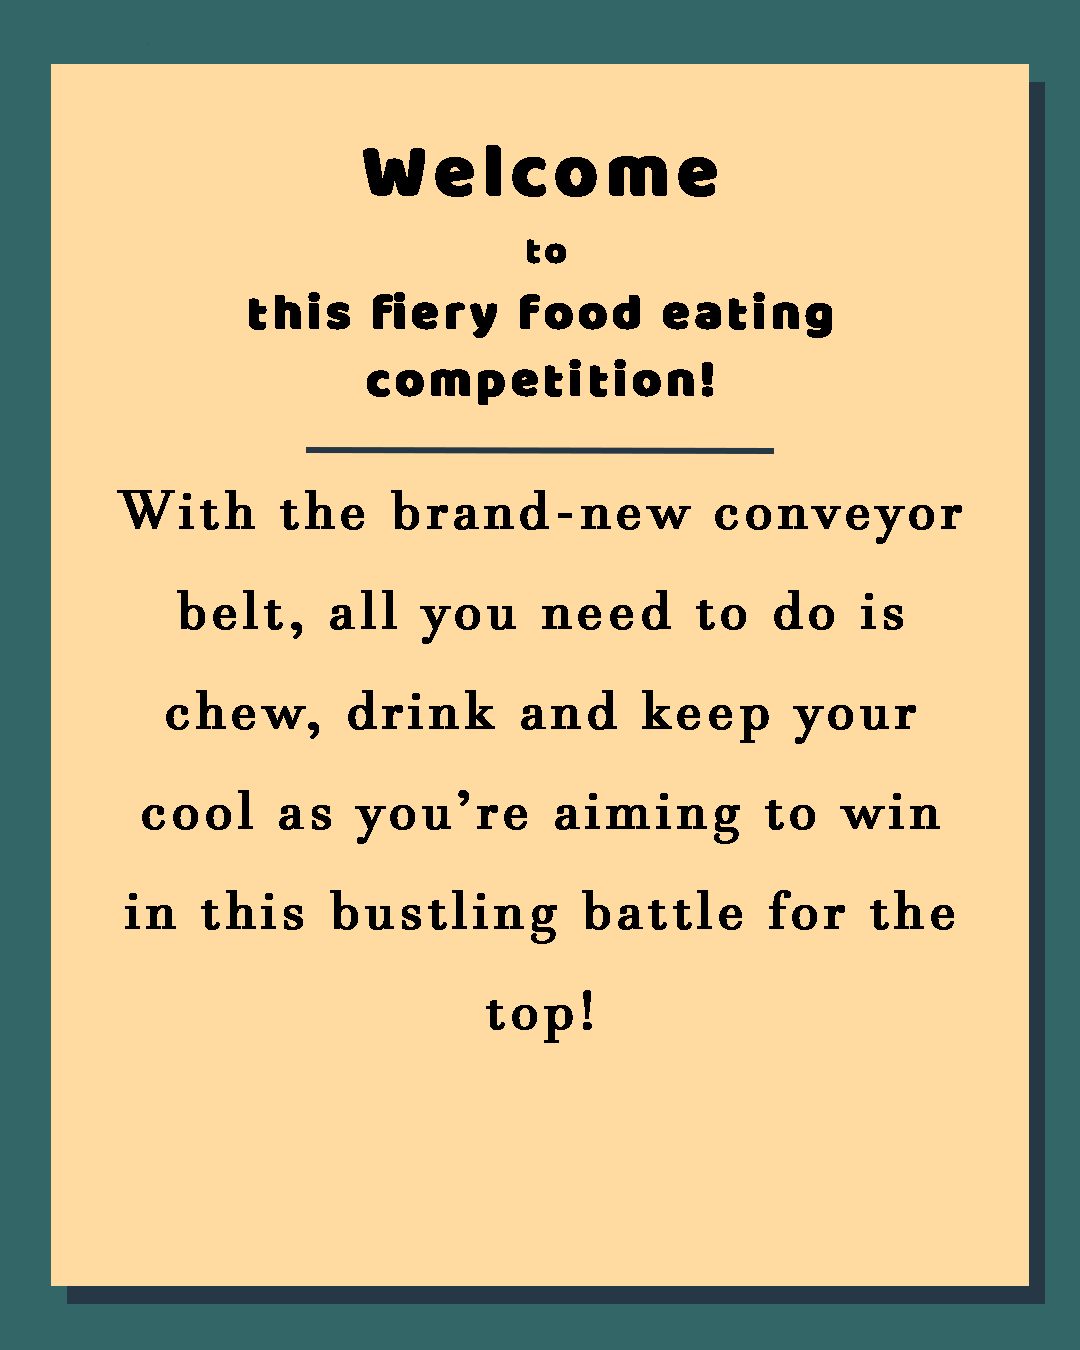 Welcome
to
this fiery food eating
competition!
With the brand-new conveyor
belt, all you need to do is
chew, drink and keep your
cool as you’re aiming to win
in this bustling battle for the
top!